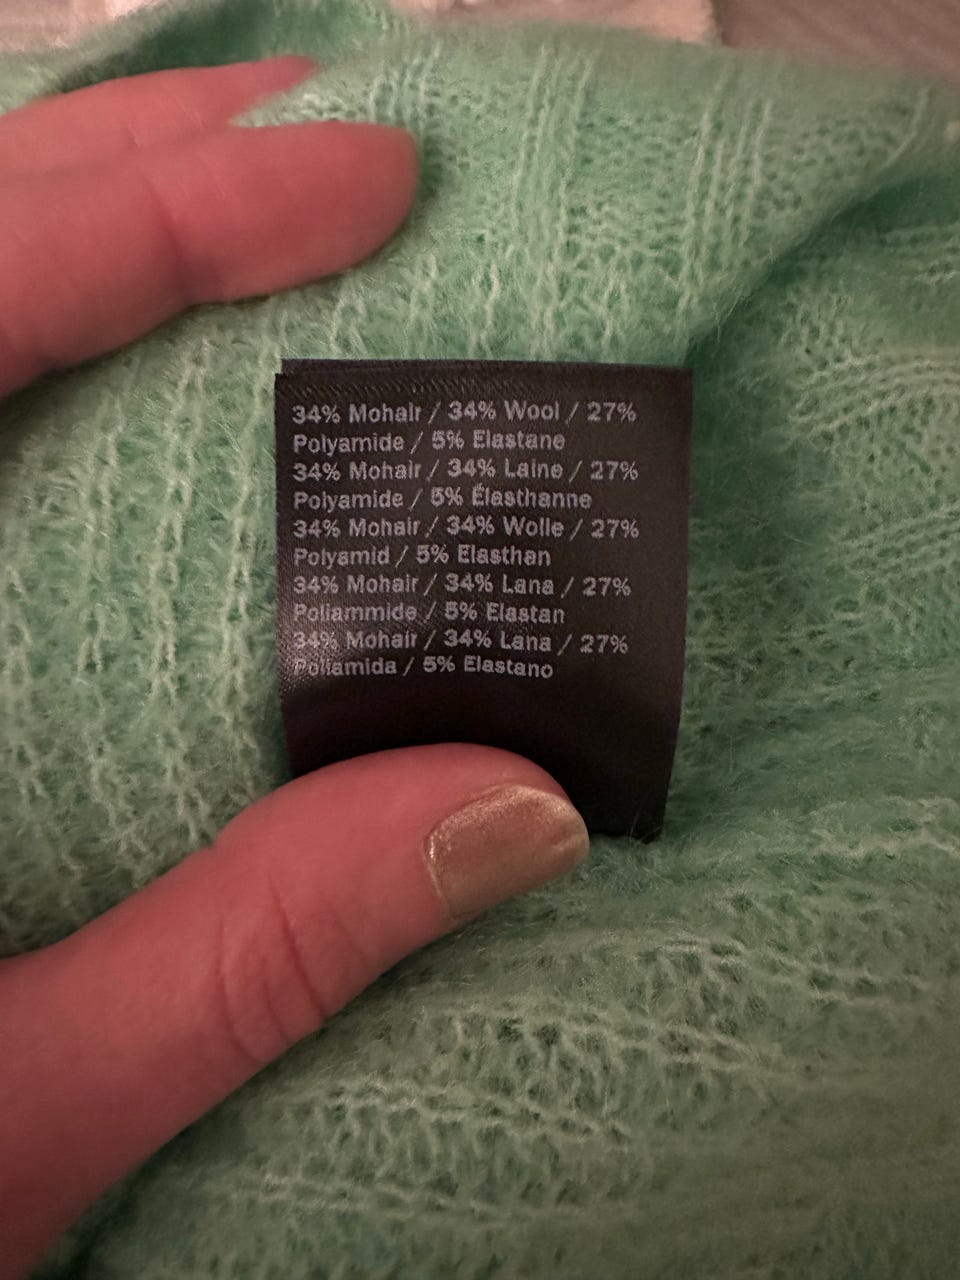 34% Mohair / 34% Wool / 27%
Polyamide / 5% Elastane
34% Mohair / 34% Laine / 27%
Polyamide / 5% Élasthanne
34% Mohair / 34% Wolle / 27%
Polyamid / 5% Elasthan
34% Mohair / 34% Lana / 27%
Poliammide / 5% Elastan
34% Mohair / 34% Lana / 27%
Poliamida / 5% Elastano